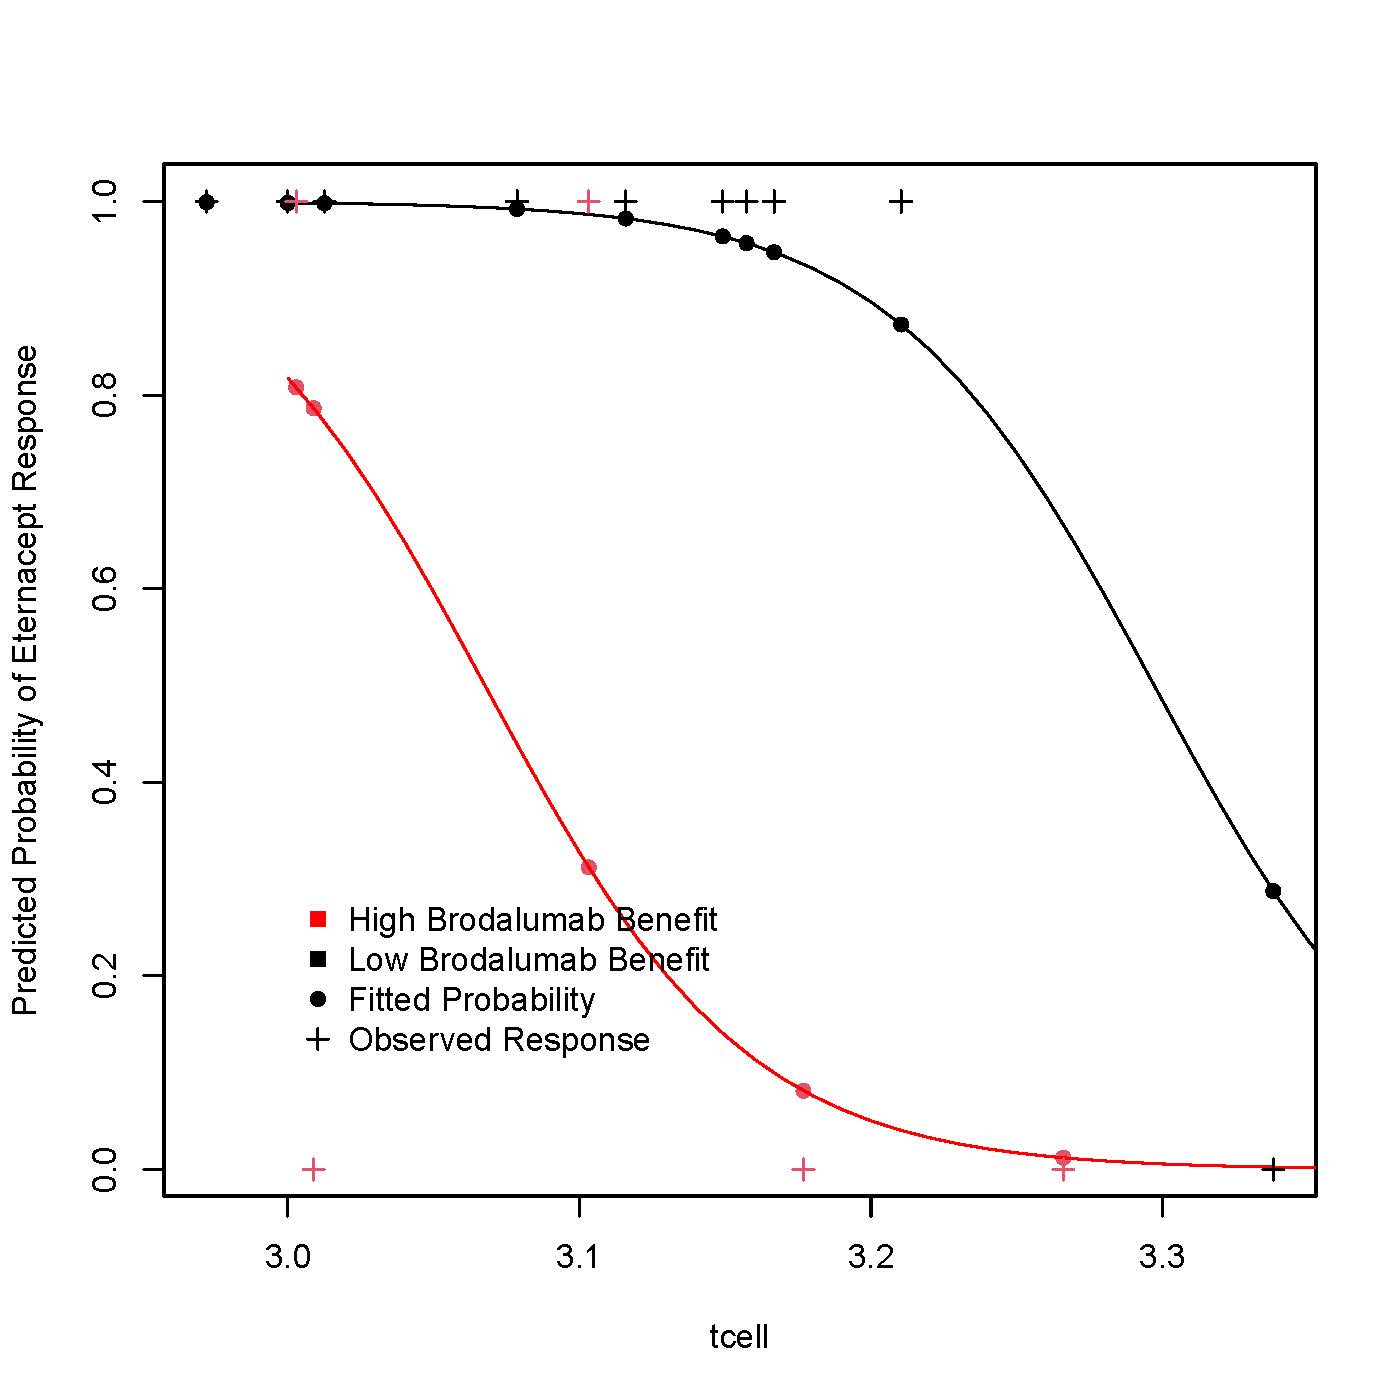 Predicted Probability of Eternacept Response
1.0
0.8
0.6
0.4
0.2
0.0
High Brodalumab Benefit
Low Brodalumab Benefit
Fitted Probability
Observed Response
3.0 3.1 3.2 3.3
tcell